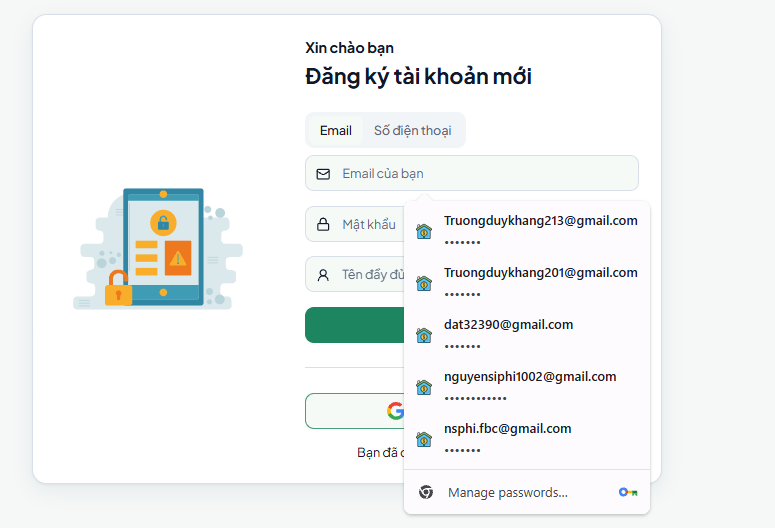 Xin chào bạn
Đăng ký tài khoản mới
Email
Số điện thoại
Email của bạn
Mật khẩu
Tên đầy đủ
Truongduykhang213@gmail.com
•••••••
Truongduykhang201@gmail.com
•••••••
dat32390@gmail.com
•••••••
nguyensiphi1002@gmail.com
••••••••••••
nsphi.fbc@gmail.com
•••••••
Manage passwords...
Bạn đã